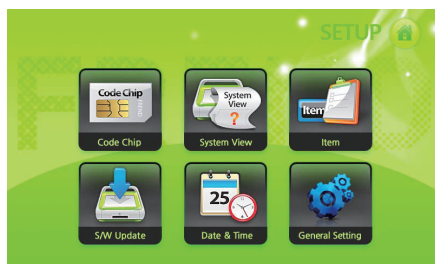 SETUP
Code Chip
System
View
?
Item
Code Chip
System View
Item
25
S/W Update
Date & Time
General Setting